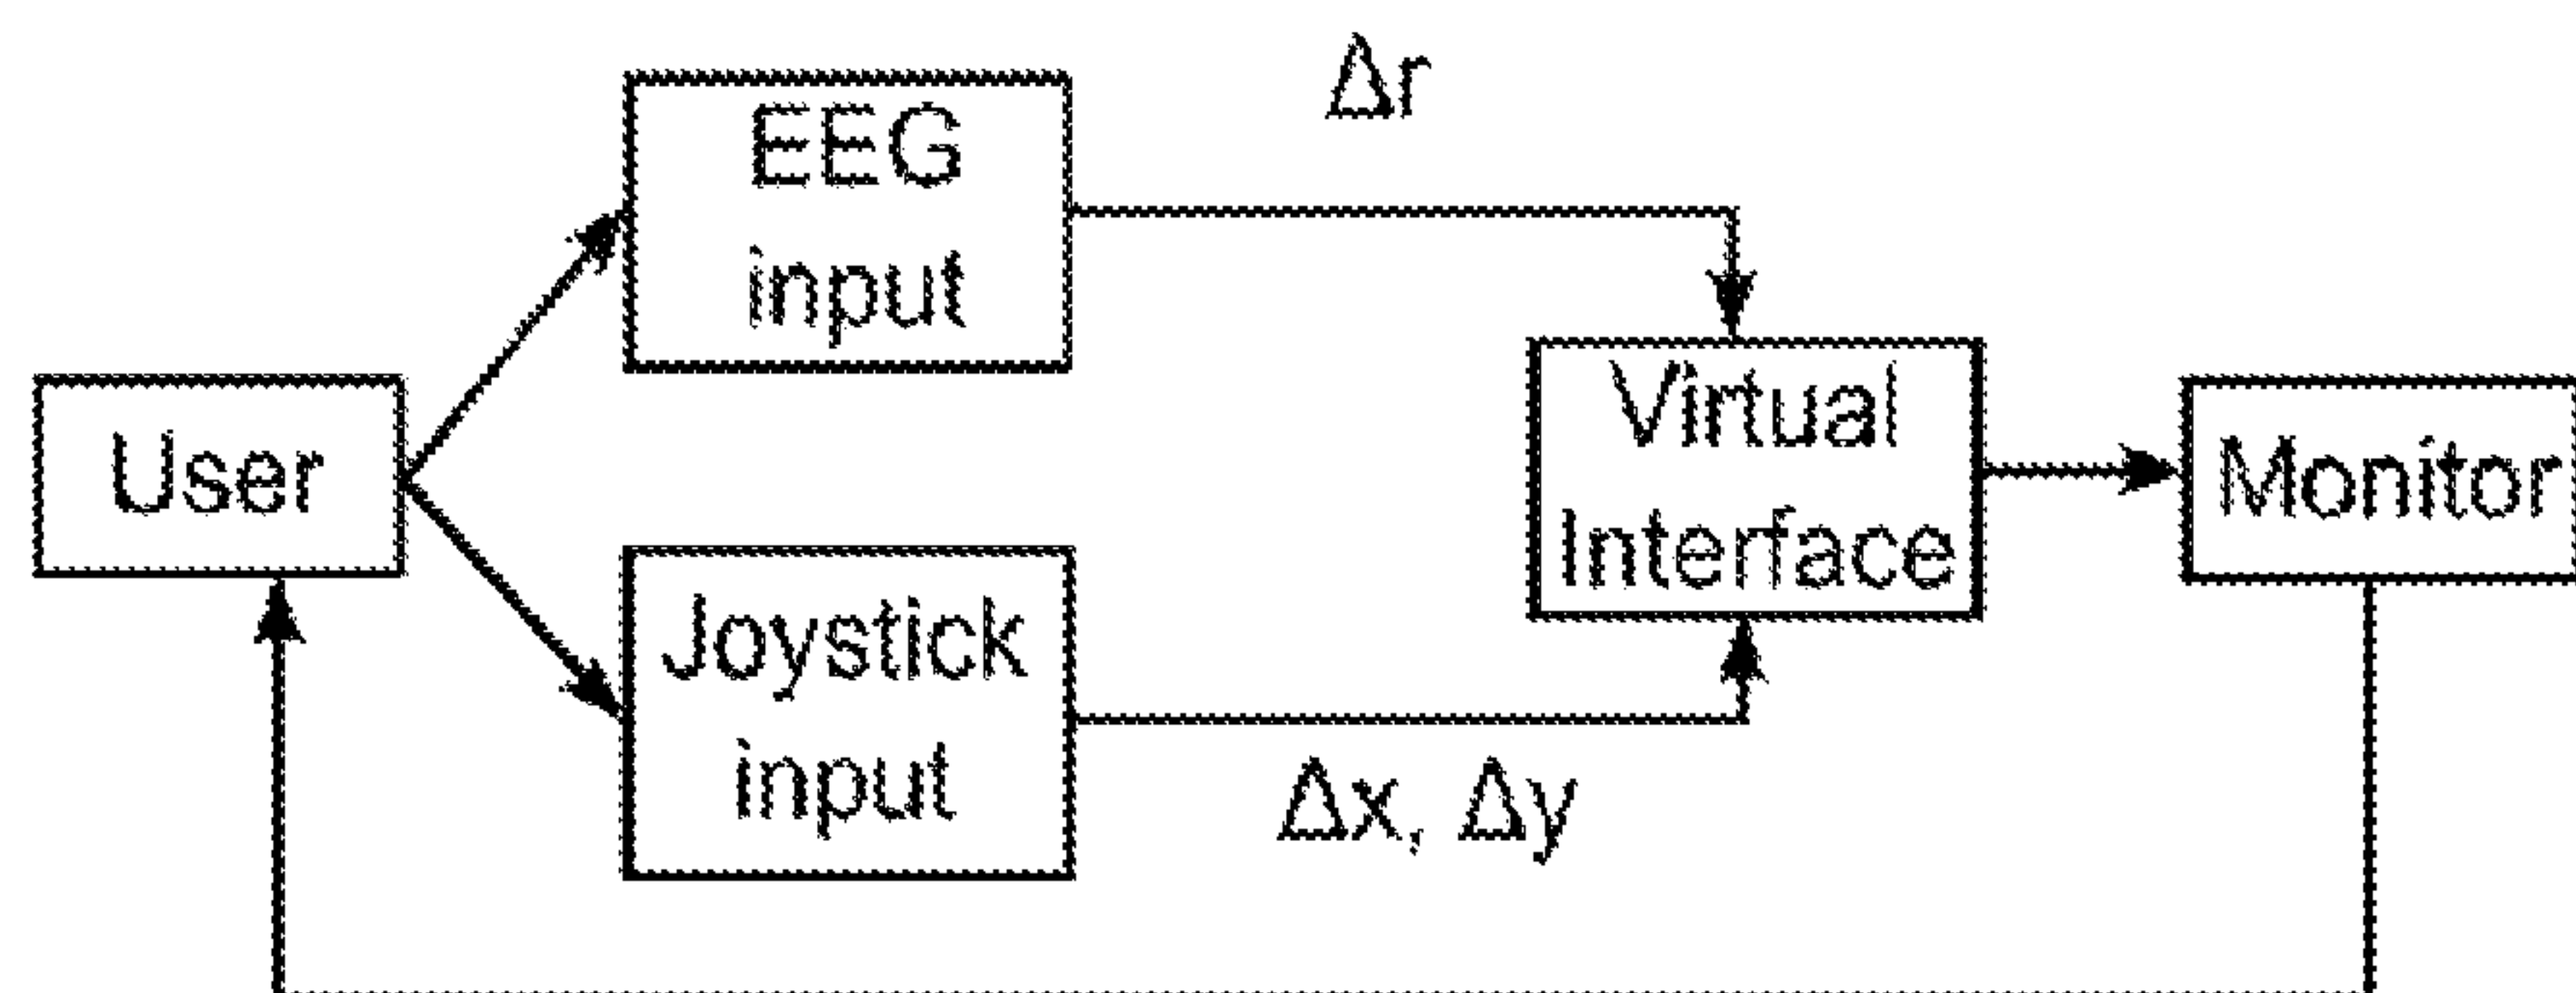 Δr
EEG
input
User
Virtual
Interface
Monitor
Joystick
input
Δx, Δy